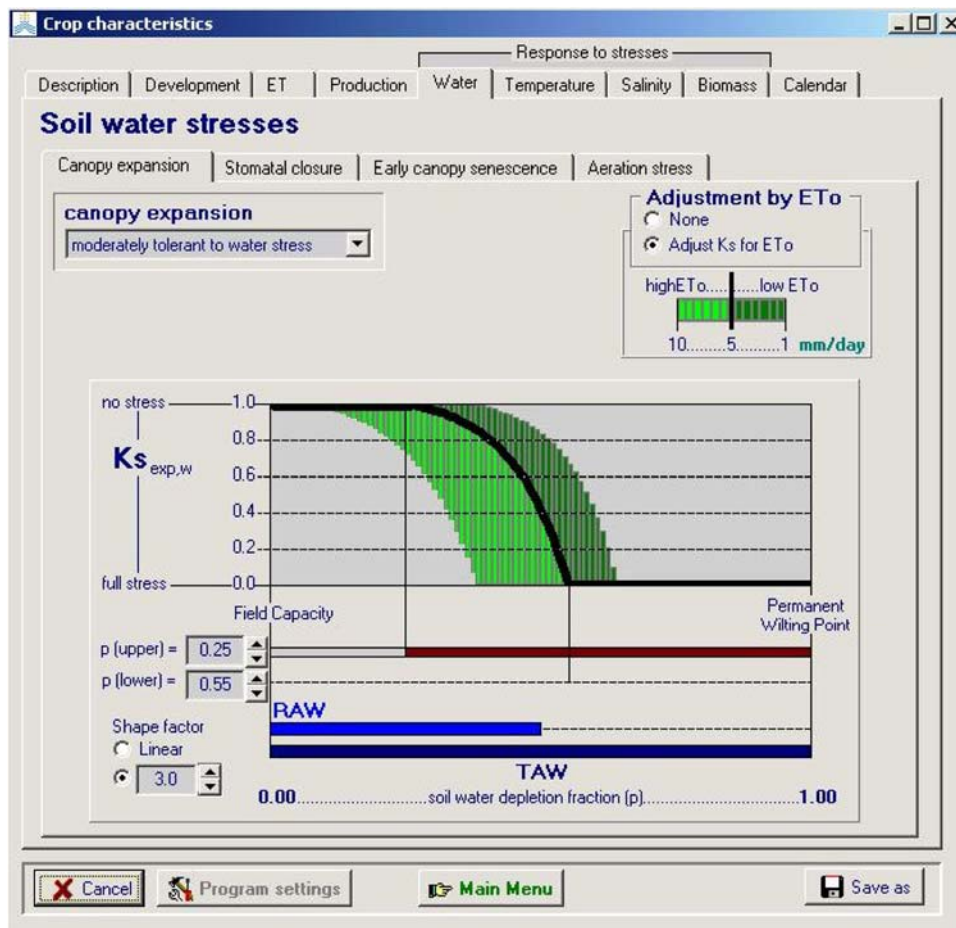 Crop characteristics
Response to stresses
Description Development ET Production Water Temperature Salinity Biomass Calendar
Soil water stresses
Canopy expansion Stomatal closure Early canopy senescence Aeration stress
canopy expansion
moderately tolerant to water stress
Adjustment by ETo
None
Adjust Ks for ETo
highETo...........low ETo
10.........5.........1 mm/day
no stress 1.0
0.8
Ks exp,w
0.6
0.4
0.2
full stress 0.0
Field Capacity
Permanent
Wilting Point
p (upper) = 0.25
p (lower) = 0.55
RAW
Shape factor
Linear
3.0
TAW
0.00............................soil water depletion fraction (p)..........................1.00
Cancel Program settings Main Menu Save as